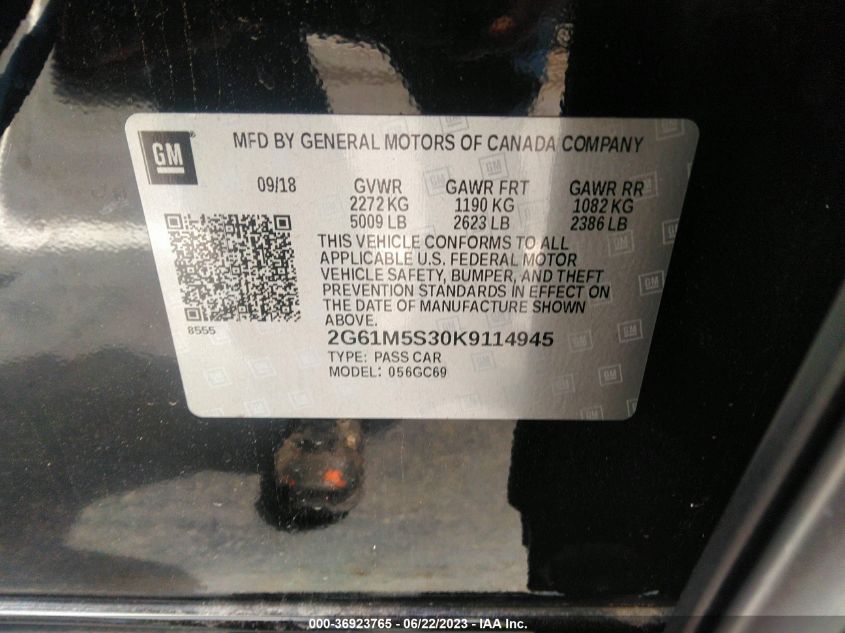 GM
MFD BY GENERAL MOTORS OF CANADA COMPANY
09/18 GVWR GAWR FRT GAWR RR
2272 KG 1190 KG 1082 KG
5009 LB 2623 LB 2386 LB
THIS VEHICLE CONFORMS TO ALL
APPLICABLE U.S. FEDERAL MOTOR
VEHICLE SAFETY, BUMPER, AND THEFT
PREVENTION STANDARDS IN EFFECT ON
THE DATE OF MANUFACTURE SHOWN
ABOVE.
8555
2G61M5S30K9114945
TYPE: PASS CAR
MODEL: 056GC69
000-36923765 - 06/22/2023 - IAA Inc.